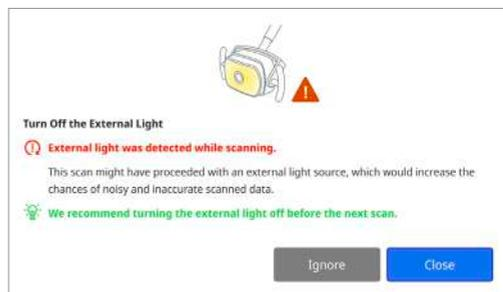 Turn Off the External Light
External light was detected while scanning.
This scan might have proceeded with an external light source, which would increase the
chances of noisy and inaccurate scanned data.
We recommend turning the external light off before the next scan.
Ignore
Close